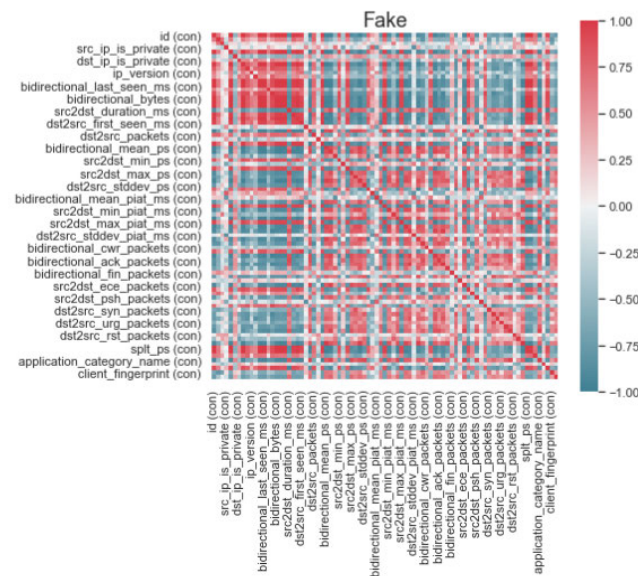 Fake
id (con)
src_ip_is_private (con)
dst_ip_is_private (con)
ip_version (con)
bidirectional_last_seen_ms (con)
bidirectional_bytes (con)
src2dst_duration_ms (con)
dst2src_first_seen_ms (con)
dst2src_packets (con)
bidirectional_mean_ps (con)
src2dst_min_ps (con)
src2dst_max_ps (con)
dst2src_stddev_ps (con)
bidirectional_mean_piat_ms (con)
src2dst_min_piat_ms (con)
src2dst_max_piat_ms (con)
dst2src_stddev_piat_ms (con)
bidirectional_cwr_packets (con)
bidirectional_ack_packets (con)
bidirectional_fin_packets (con)
src2dst_ece_packets (con)
src2dst_psh_packets (con)
dst2src_syn_packets (con)
dst2src_urg_packets (con)
dst2src_rst_packets (con)
splt_ps (con)
application_category_name (con)
client_fingerprint (con)
1.00
0.75
0.50
0.25
0.00
−0.25
−0.50
−0.75
−1.00
id (con)
src_ip_is_private (con)
dst_ip_is_private (con)
ip_version (con)
bidirectional_last_seen_ms (con)
bidirectional_bytes (con)
src2dst_duration_ms (con)
dst2src_first_seen_ms (con)
dst2src_packets (con)
bidirectional_mean_ps (con)
src2dst_min_ps (con)
src2dst_max_ps (con)
dst2src_stddev_ps (con)
bidirectional_mean_piat_ms (con)
src2dst_min_piat_ms (con)
src2dst_max_piat_ms (con)
dst2src_stddev_piat_ms (con)
bidirectional_cwr_packets (con)
bidirectional_ack_packets (con)
bidirectional_fin_packets (con)
src2dst_ece_packets (con)
src2dst_psh_packets (con)
dst2src_syn_packets (con)
dst2src_urg_packets (con)
dst2src_rst_packets (con)
splt_ps (con)
application_category_name (con)
client_fingerprint (con)